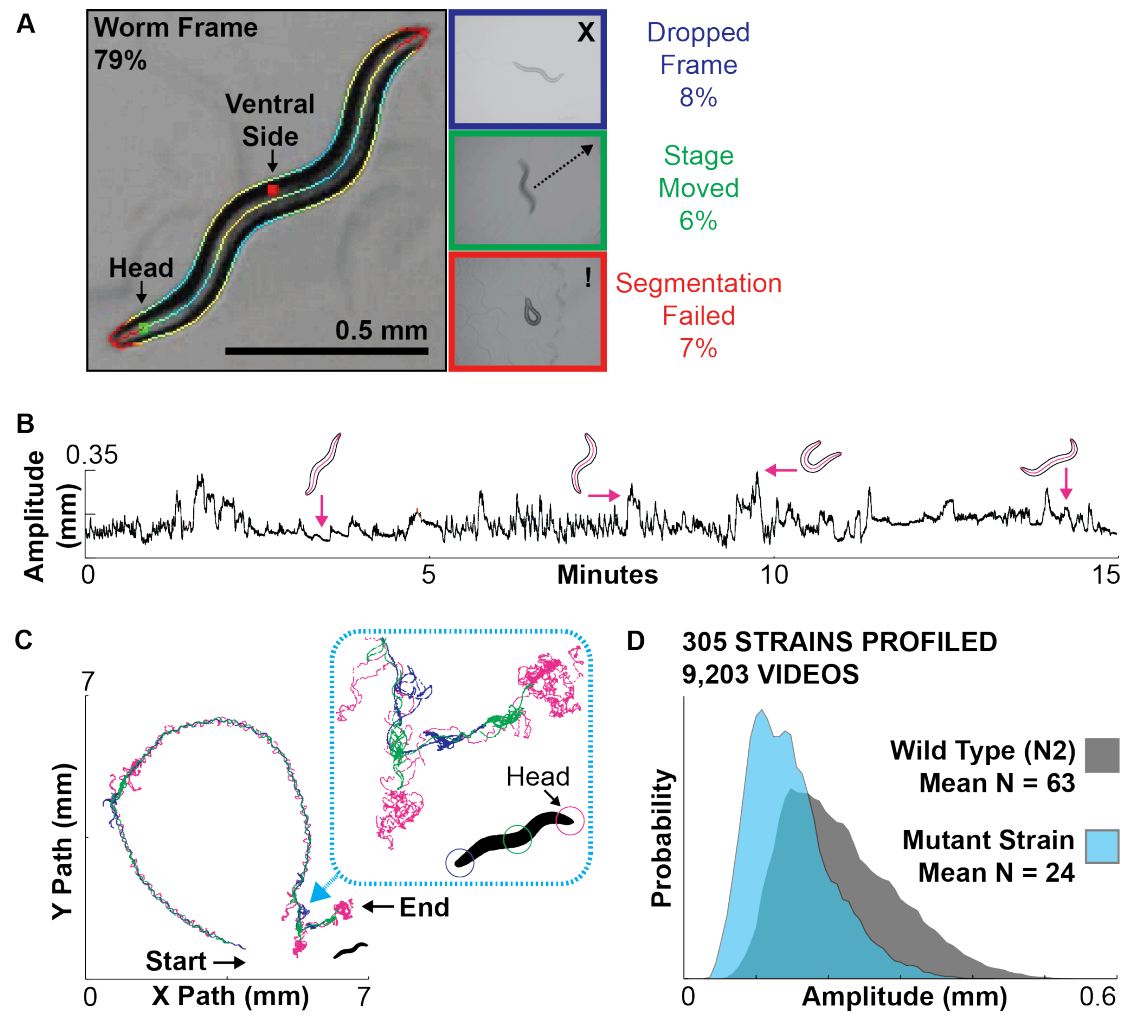 A
Worm Frame
79%
Ventral
Side
Head
0.5 mm
X
Dropped
Frame
8%
Stage
Moved
6%
!
Segmentation
Failed
7%
B
0.35
Amplitude
(mm)
0
5
Minutes
10
15
C
7
Y Path (mm)
Head
End
Start
0
X Path (mm)
7
D
305 STRAINS PROFILED
9,203 VIDEOS
Wild Type (N2)
Mean N = 63
Mutant Strain
Mean N = 24
Probability
0
Amplitude (mm)
0.6